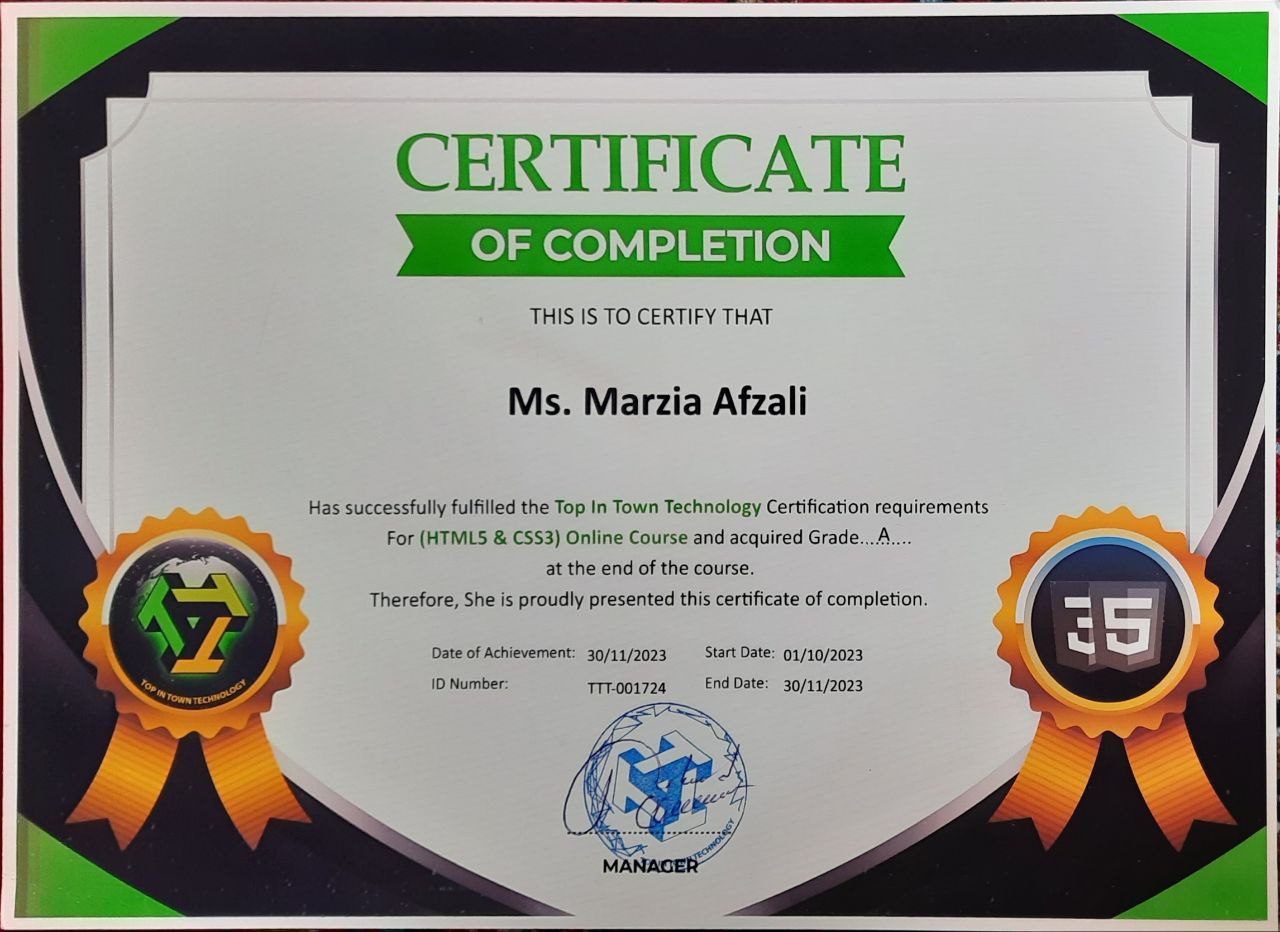 CERTIFICATE
OF COMPLETION
THIS IS TO CERTIFY THAT
Ms. Marzia Afzali
Has successfully fulfilled the Top In Town Technology Certification requirements
For (HTML5 & CSS3) Online Course and acquired Grade.....A.....
at the end of the course.
Therefore, She is proudly presented this certificate of completion.
Date of Achievement: 30/11/2023 Start Date: 01/10/2023
ID Number: TTT-001724 End Date: 30/11/2023
TOP IN TOWN TECHNOLOGY
35
TOWN TECHNOLOGY
MANAGER